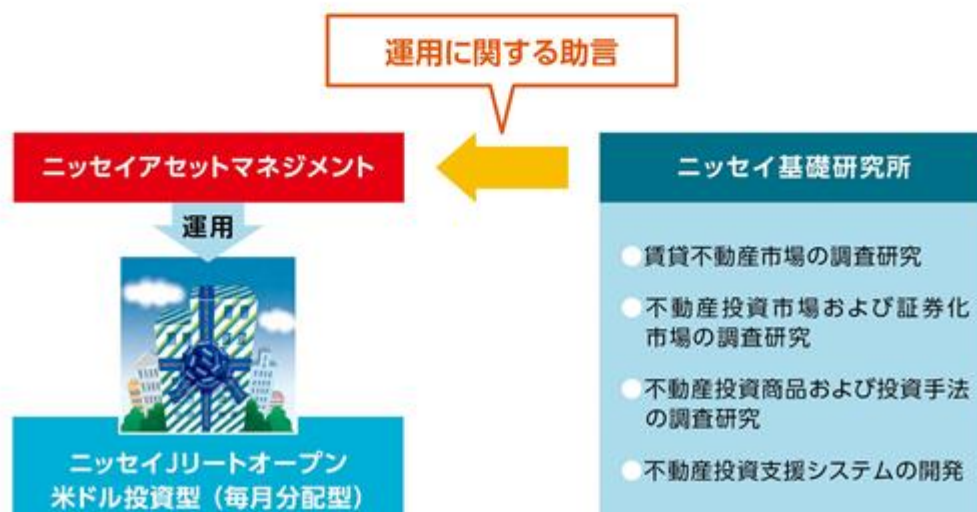 運用に関する助言
ニッセイアセットマネジメント
運用
ニッセイJリートオープン
米ドル投資型（毎月分配型）
ニッセイ基礎研究所
●賃貸不動産市場の調査研究
●不動産投資市場および証券化
市場の調査研究
●不動産投資商品および投資手法
の調査研究
●不動産投資支援システムの開発